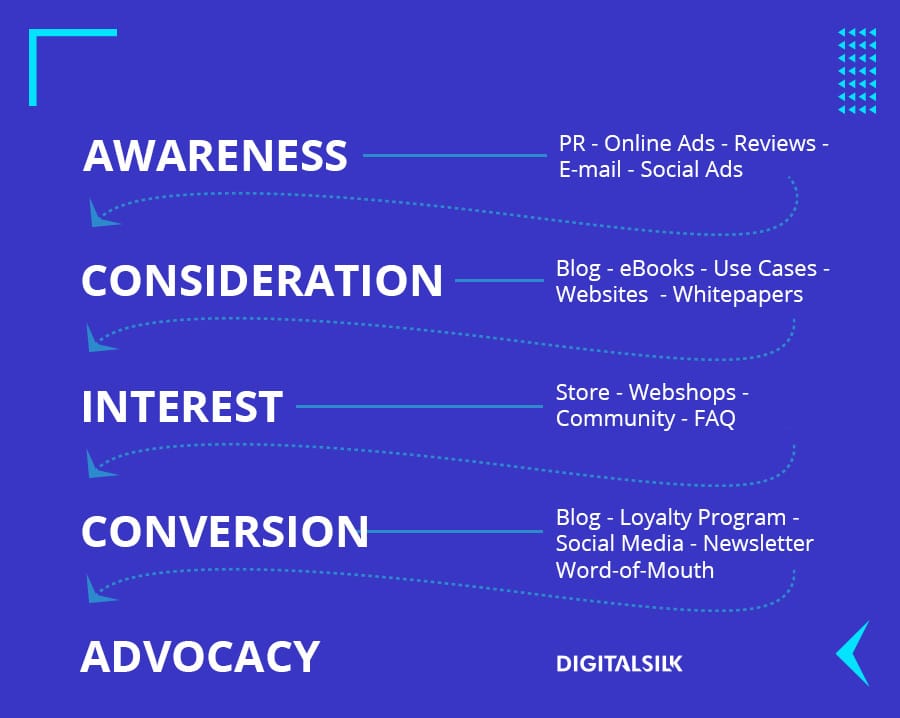 AWARENESS
PR - Online Ads - Reviews -
E-mail - Social Ads
CONSIDERATION
Blog - eBooks - Use Cases -
Websites - Whitepapers
INTEREST
Store - Webshops -
Community - FAQ
CONVERSION
Blog - Loyalty Program -
Social Media - Newsletter
Word-of-Mouth
ADVOCACY
DIGITALSILK